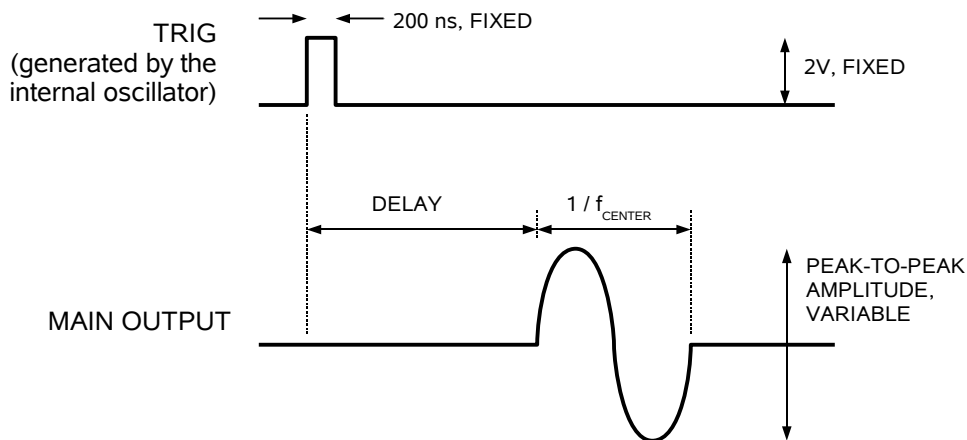 200 ns, FIXED
TRIG
(generated by the
internal oscillator)
2V, FIXED
DELAY
1 / fCENTER
PEAK-TO-PEAK
AMPLITUDE,
VARIABLE
MAIN OUTPUT